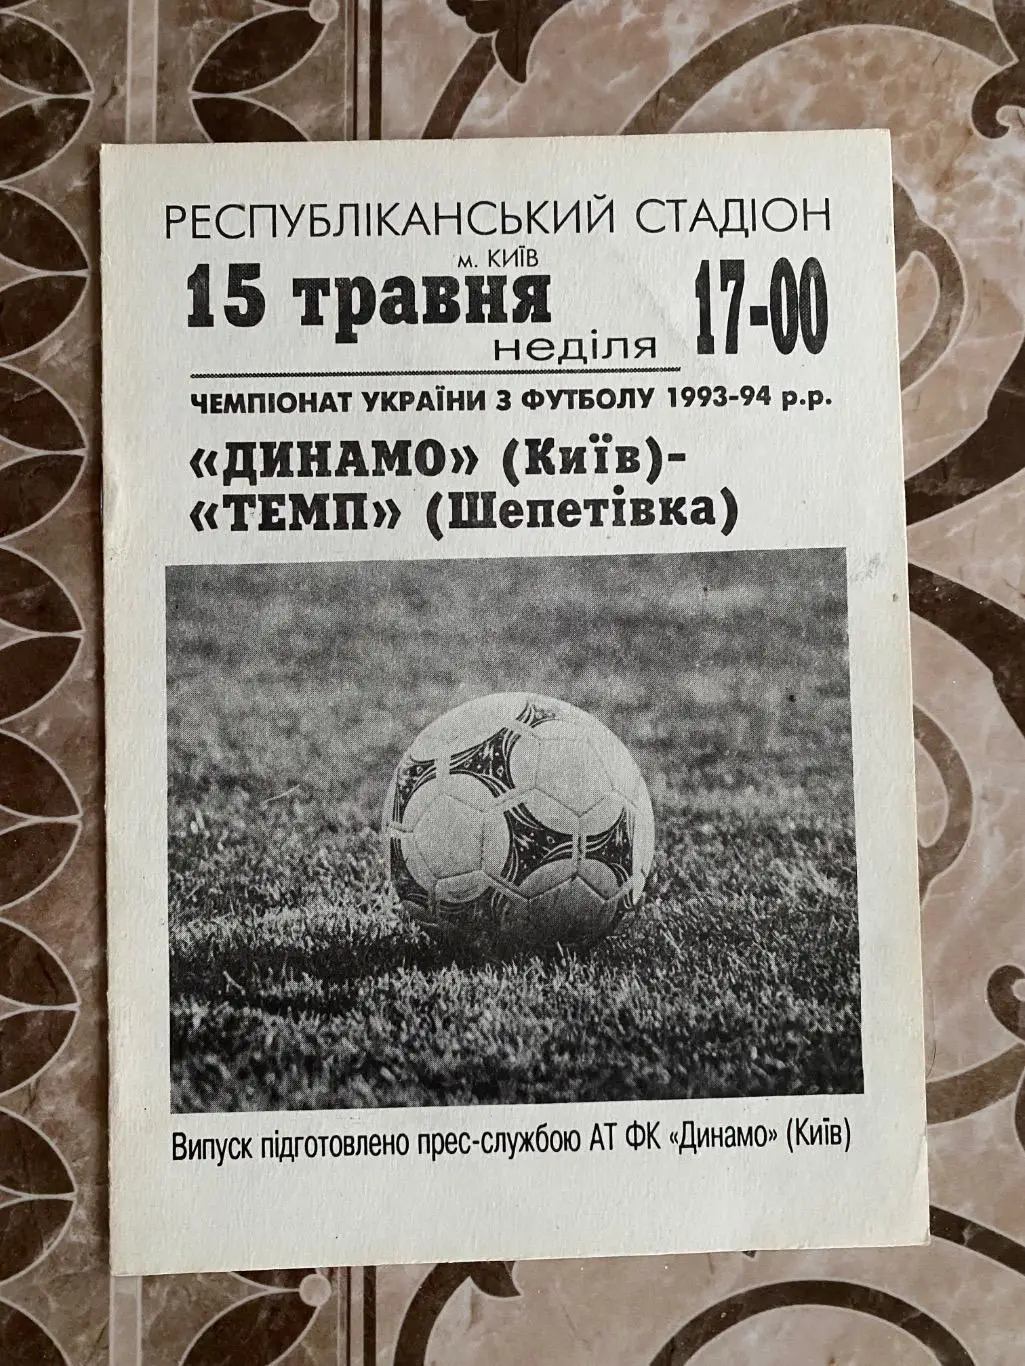 РЕСПУБЛІКАНСЬКИЙ СТАДІОН
м. КИЇВ
15 травня 17-00
неділя
ЧЕМПІОНАТ УКРАЇНИ З ФУТБОЛУ 1993-94 р.р.
«ДИНАМО» (Київ)-
«ТЕМП» (Шепетівка)
Випуск підготовлено прес-службою АТ ФК «Динамо» (Київ)